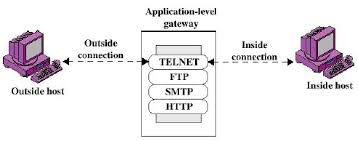 Application-level
gateway
Outside
connection
Inside
connection
TELNET
FTP
SMTP
HTTP
Outside host
Inside host